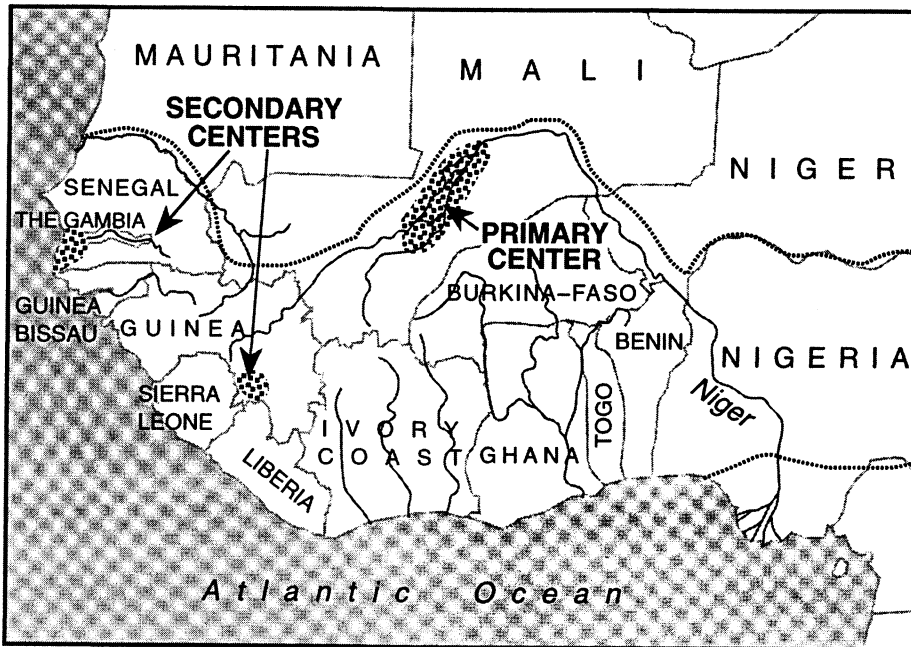 MAURITANIA
MALI
SECONDARY
CENTERS
NIGER
SENEGAL
THE GAMBIA
PRIMARY
CENTER
BURKINA-FASO
GUINEA
BISSAU
GUINEA
BENIN
NIGERIA
SIERRA
LEONE
IVORY
COAST
GHANA
TOGO
Niger
LIBERIA
Atlantic Ocean